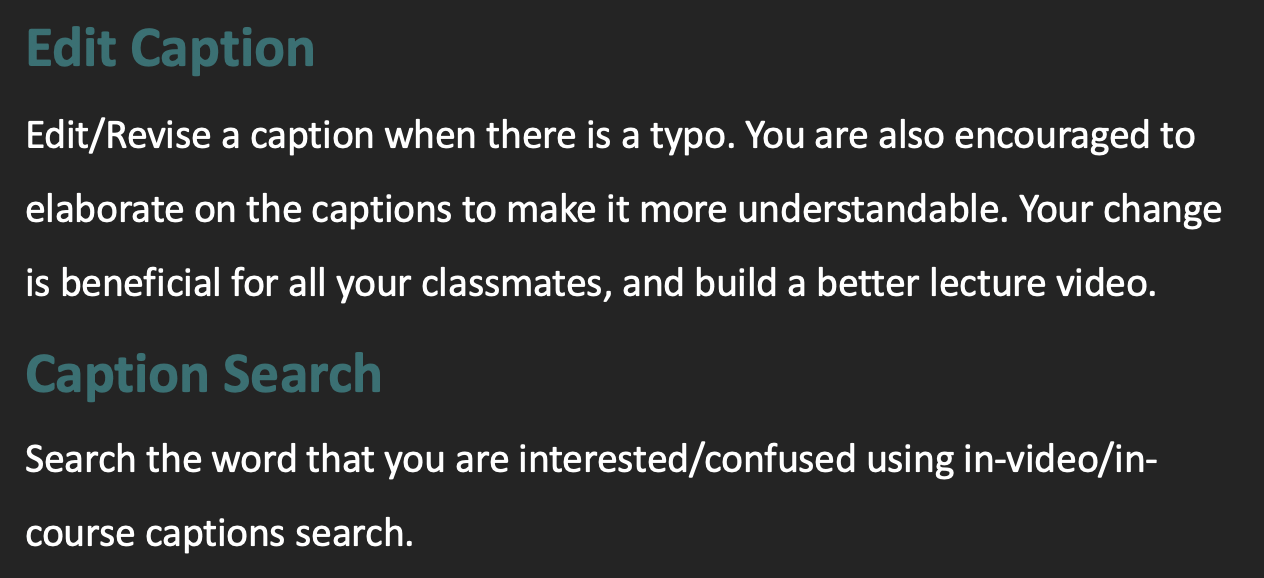 Edit Caption
Edit/Revise a caption when there is a typo. You are also encouraged to
elaborate on the captions to make it more understandable. Your change
is beneficial for all your classmates, and build a better lecture video.
Caption Search
Search the word that you are interested/confused using in-video/in-
course captions search.